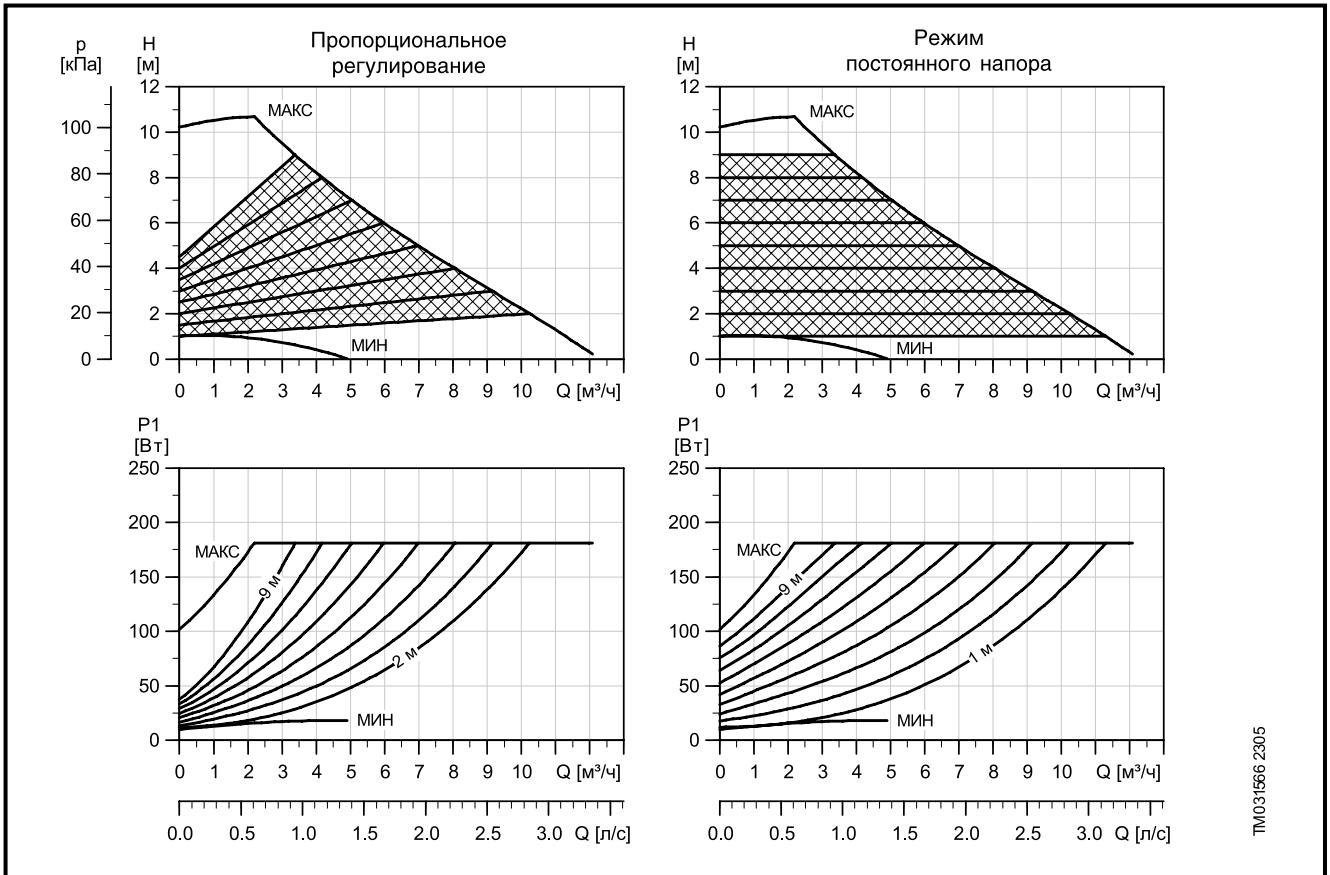 Пропорциональное
регулирование
p
[кПа]
H
[м]
12
10
8
6
4
2
0
100
80
60
40
20
0
МАКС
МИН
0 1 2 3 4 5 6 7 8 9 10 Q [м³/ч]
Режим
постоянного напора
H
[м]
12
10
8
6
4
2
0
МАКС
МИН
0 1 2 3 4 5 6 7 8 9 10 Q [м³/ч]
P1
[Вт]
250
200
150
100
50
0
МАКС
9 м
2 м
МИН
0 1 2 3 4 5 6 7 8 9 10 Q [м³/ч]
0.0 0.5 1.0 1.5 2.0 2.5 3.0 Q [л/с]
P1
[Вт]
250
200
150
100
50
0
МАКС
9 м
1 м
МИН
0 1 2 3 4 5 6 7 8 9 10 Q [м³/ч]
0.0 0.5 1.0 1.5 2.0 2.5 3.0 Q [л/с]
TM031566 2305